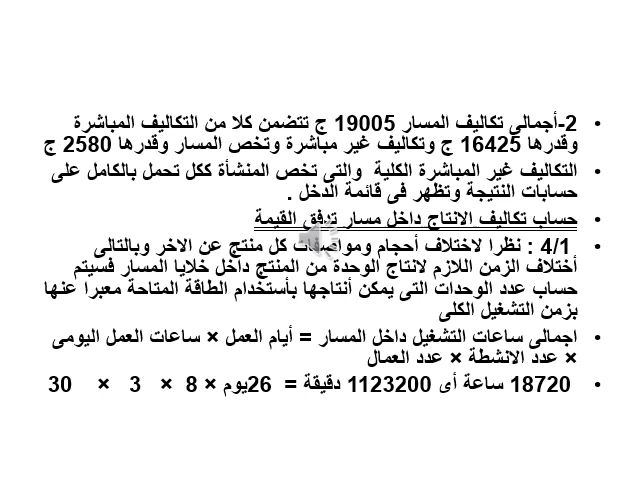 • 2-أجمالى تكاليف المسار 19005 ج تتضمن كلا من التكاليف المباشرة
وقدرها 16425 ج وتكاليف غير مباشرة وتخص المسار وقدرها 2580 ج
• التكاليف غير المباشرة الكلية والتى تخص المنشأة ككل تحمل بالكامل على
حسابات النتيجة وتظهر فى قائمة الدخل .
• حساب تكاليف الانتاج داخل مسار تدفق القيمة
• 4/1 : نظرا لاختلاف أحجام ومواصفات كل منتج عن الاخر وبالتالى
أختلاف الزمن اللازم لانتاج الوحدة من المنتج داخل خلايا المسار فسيتم
حساب عدد الوحدات التى يمكن أنتاجها بأستخدام الطاقة المتاحة معبرا عنها
بزمن التشغيل الكلى
• اجمالى ساعات التشغيل داخل المسار = أيام العمل × ساعات العمل اليومى
× عدد الانشطة × عدد العمال
• 18720 ساعة أى 1123200 دقيقة = 26يوم × 8 × 3 × 30